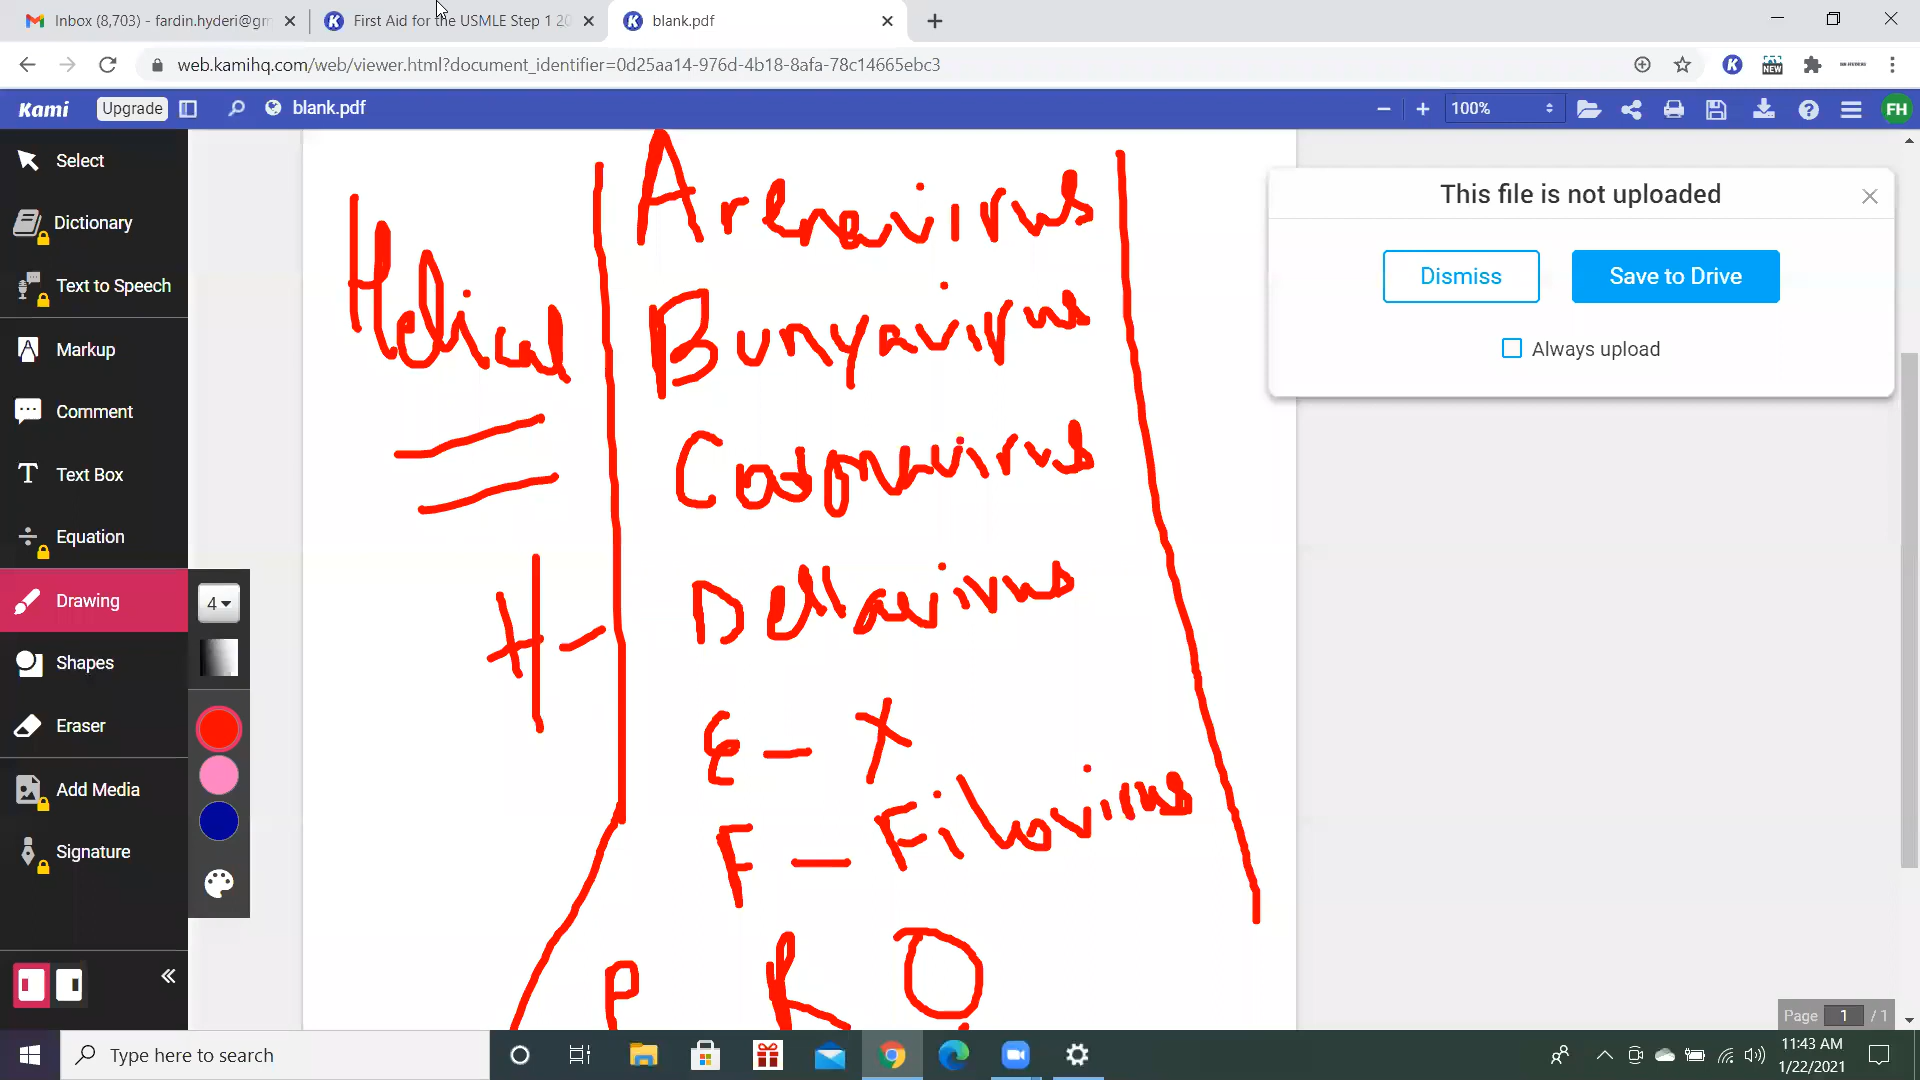 Inbox (8,703) - fardin.hyderi@gm
First Aid for the USMLE Step 1 20
blank.pdf
web.kamihq.com/web/viewer.html?document_identifier=0d25aa14-976d-4b18-8afa-78c14665ebc3
NEW
Kami
Upgrade
blank.pdf
100%
FH
Select
Dictionary
Text to Speech
Markup
Comment
Text Box
Equation
Drawing
Shapes
Eraser
Add Media
Signature
4
Helical
H -
Arenavirus
Bunyavirus
Coronavirus
Deltavirus
E - X
F - Filovirus
P R O
This file is not uploaded
Dismiss
Save to Drive
Always upload
Page 1 / 1
Type here to search
11:43 AM
1/22/2021